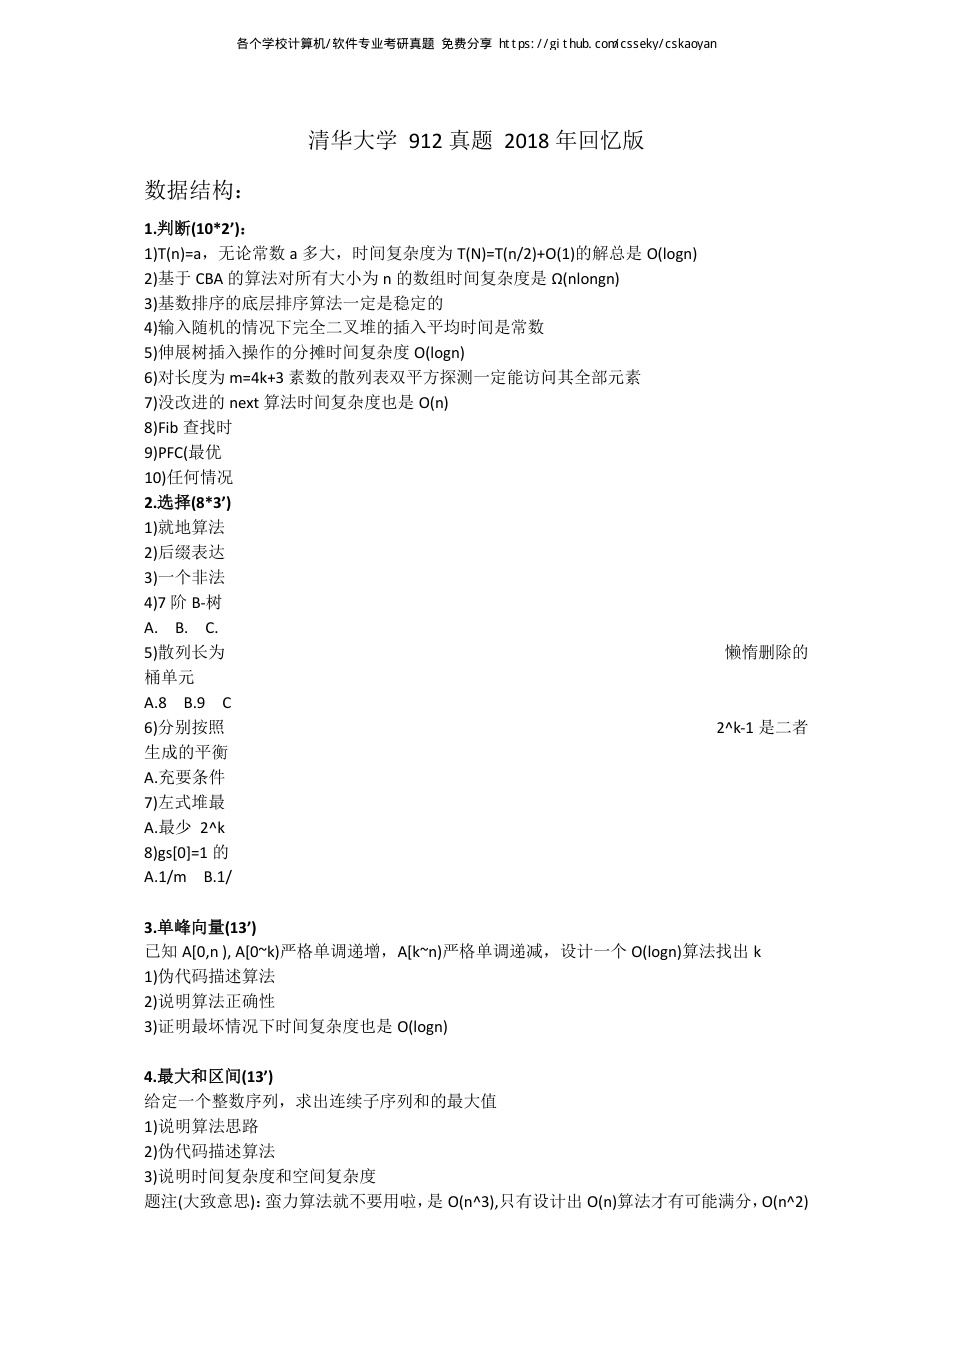 各个学校计算机/软件专业考研真题 免费分享 https://github.com/csseky/cskaoyan
清华大学 912 真题 2018 年回忆版
数据结构：
1.判断(10*2’)：
1)T(n)=a，无论常数 a 多大，时间复杂度为 T(N)=T(n/2)+O(1)的解总是 O(logn)
2)基于 CBA 的算法对所有大小为 n 的数组时间复杂度是 Ω(nlongn)
3)基数排序的底层排序算法一定是稳定的
4)输入随机的情况下完全二叉堆的插入平均时间是常数
5)伸展树插入操作的分摊时间复杂度 O(logn)
6)对长度为 m=4k+3 素数的散列表双平方探测一定能访问其全部元素
7)没改进的 next 算法时间复杂度也是 O(n)
8)Fib 查找时
9)PFC(最优
10)任何情况
2.选择(8*3’)
1)就地算法
2)后缀表达
3)一个非法
4)7 阶 B-树
A. B. C.
5)散列长为 懒惰删除的
桶单元
A.8 B.9 C
6)分别按照 2^k-1 是二者
生成的平衡
A.充要条件
7)左式堆最
A.最少 2^k
8)gs[0]=1 的
A.1/m B.1/
3.单峰向量(13’)
已知 A[0,n ), A[0~k)严格单调递增，A[k~n)严格单调递减，设计一个 O(logn)算法找出 k
1)伪代码描述算法
2)说明算法正确性
3)证明最坏情况下时间复杂度也是 O(logn)
4.最大和区间(13’)
给定一个整数序列，求出连续子序列和的最大值
1)说明算法思路
2)伪代码描述算法
3)说明时间复杂度和空间复杂度
题注(大致意思)：蛮力算法就不要用啦，是 O(n^3),只有设计出 O(n)算法才有可能满分，O(n^2)